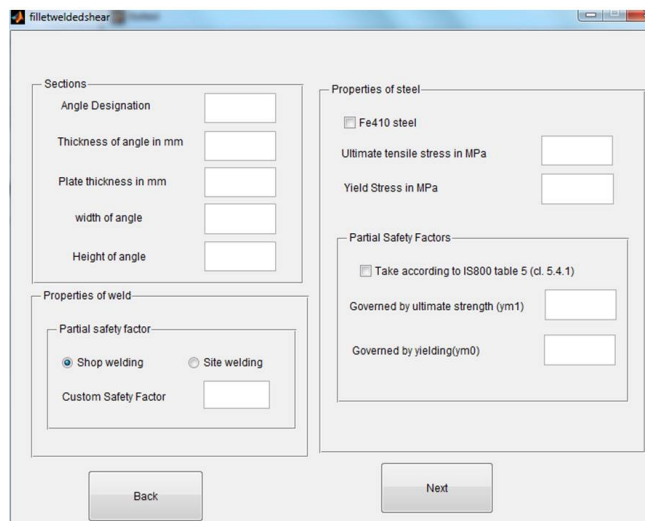 filletweldedshear
Sections
Angle Designation
Thickness of angle in mm
Plate thickness in mm
width of angle
Height of angle
Properties of weld
Partial safety factor
Shop welding
Site welding
Custom Safety Factor
Back
Properties of steel
Fe410 steel
Ultimate tensile stress in MPa
Yield Stress in MPa
Partial Safety Factors
Take according to IS800 table 5 (cl. 5.4.1)
Governed by ultimate strength (ym1)
Governed by yielding(ym0)
Next